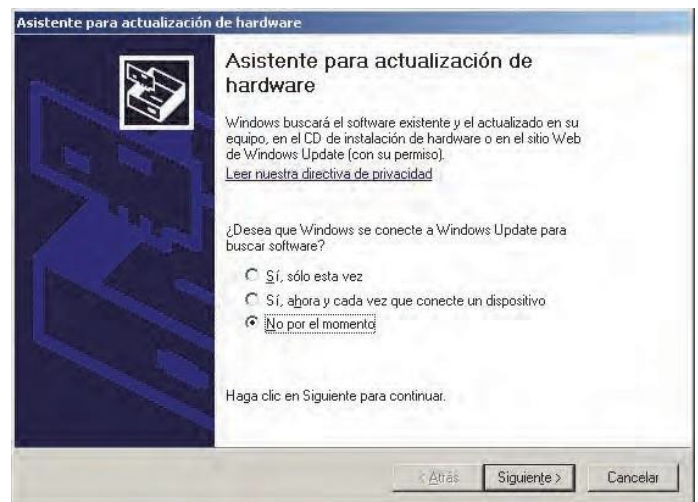 Asistente para actualización de hardware
Asistente para actualización de
hardware
Windows buscará el software existente y el actualizado en su
equipo, en el CD de instalación de hardware o en el sitio Web
de Windows Update (con su permiso).
Leer nuestra directiva de privacidad
¿Desea que Windows se conecte a Windows Update para
buscar software?
Sí, sólo esta vez
Sí, ahora y cada vez que conecte un dispositivo
No por el momento
Haga clic en Siguiente para continuar.
< Atrás Siguiente > Cancelar